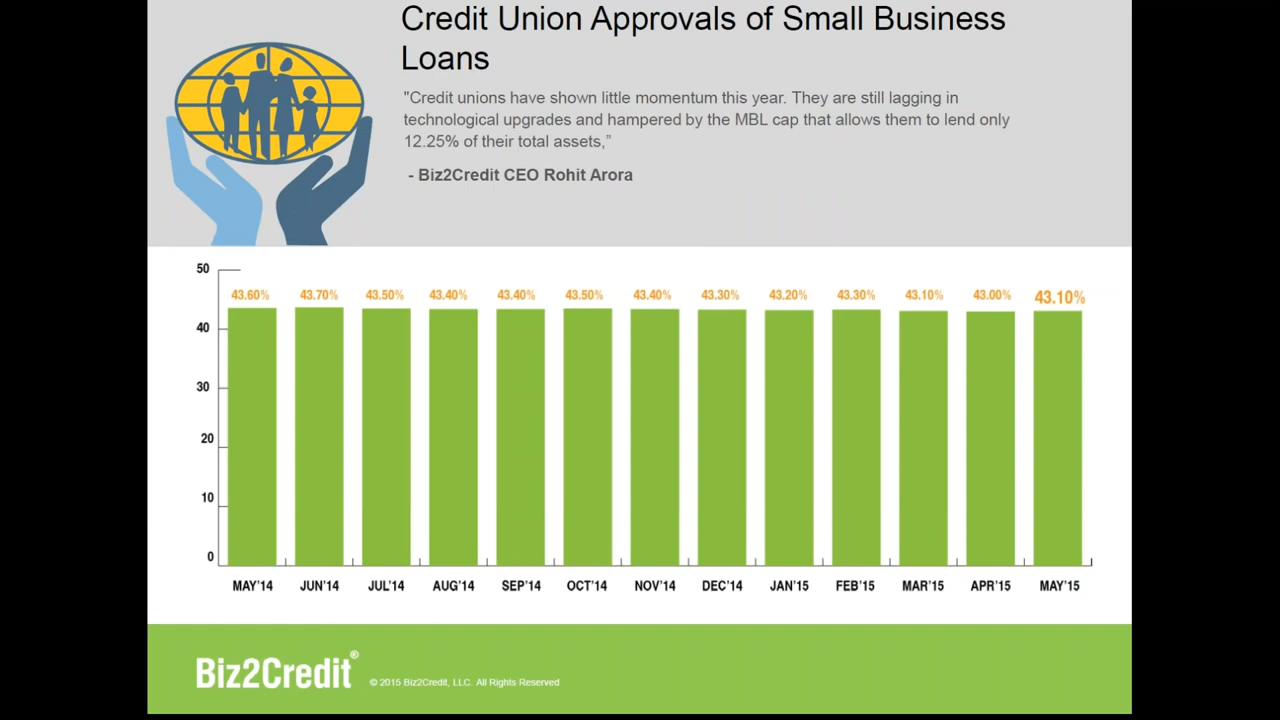 Credit Union Approvals of Small Business
Loans
"Credit unions have shown little momentum this year. They are still lagging in
technological upgrades and hampered by the MBL cap that allows them to lend only
12.25% of their total assets,”
- Biz2Credit CEO Rohit Arora
50
43.60% 43.70% 43.50% 43.40% 43.40% 43.50% 43.40% 43.30% 43.20% 43.30% 43.10% 43.00% 43.10%
40
30
20
10
0
MAY'14 JUN'14 JUL'14 AUG'14 SEP'14 OCT'14 NOV'14 DEC'14 JAN'15 FEB'15 MAR'15 APR'15 MAY'15
Biz2Credit® © 2015 Biz2Credit, LLC. All Rights Reserved